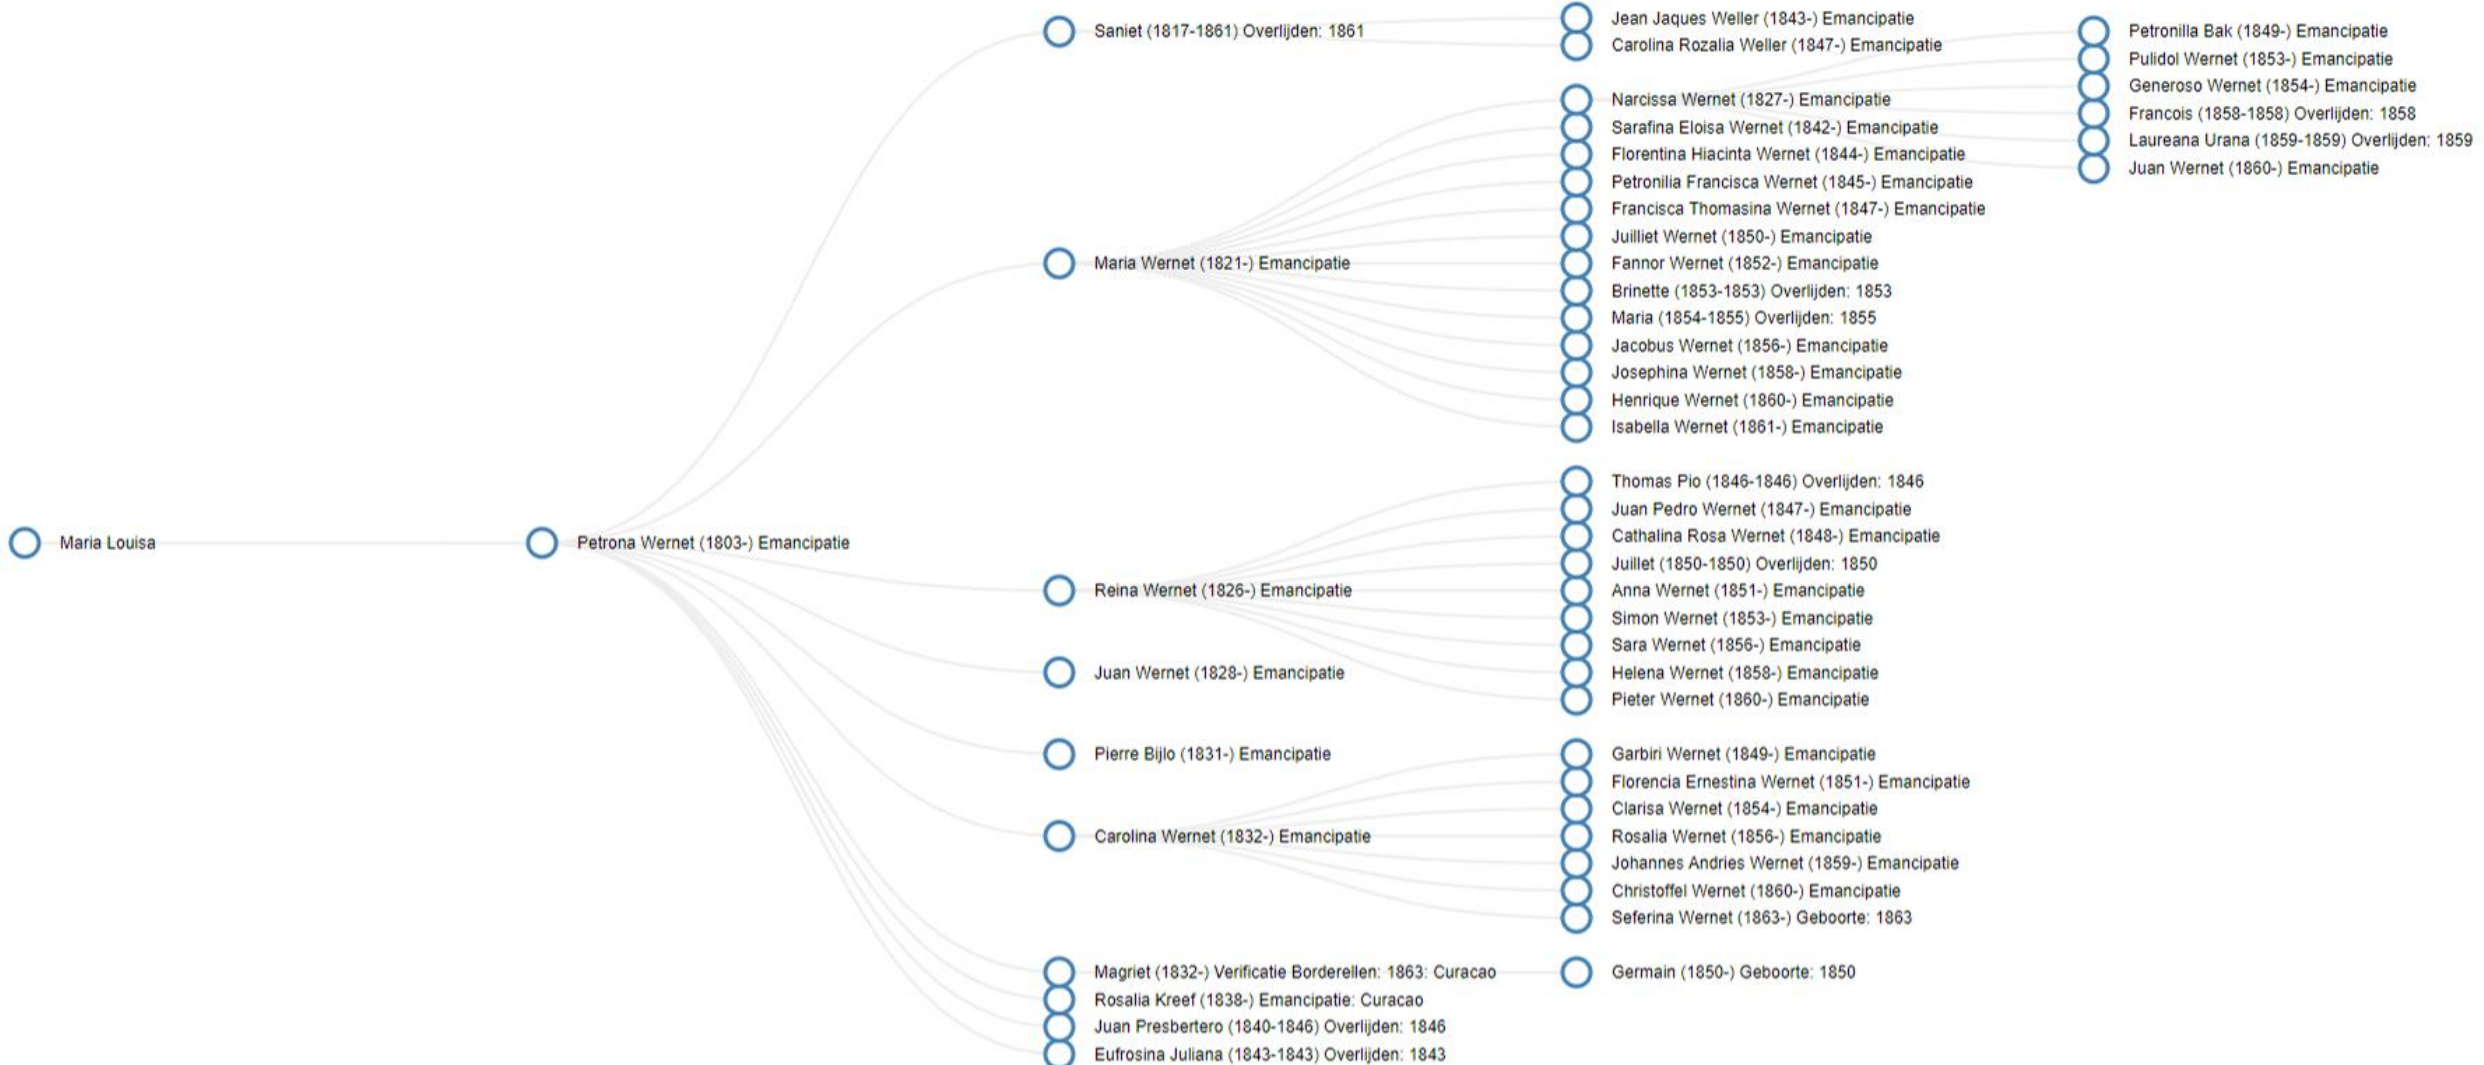 Maria Louisa
Petrona Wernet (1803-) Emancipatie
Saniet (1817-1861) Overlijden: 1861
Jean Jaques Weller (1843-) Emancipatie
Carolina Rozalia Weller (1847-) Emancipatie
Maria Wernet (1821-) Emancipatie
Narcissa Wernet (1827-) Emancipatie
Petronilla Bak (1849-) Emancipatie
Pulidol Wernet (1853-) Emancipatie
Generoso Wernet (1854-) Emancipatie
Francois (1858-1858) Overlijden: 1858
Laureana Urana (1859-1859) Overlijden: 1859
Juan Wernet (1860-) Emancipatie
Sarafina Eloisa Wernet (1842-) Emancipatie
Florentina Hiacinta Wernet (1844-) Emancipatie
Petronilia Francisca Wernet (1845-) Emancipatie
Francisca Thomasina Wernet (1847-) Emancipatie
Juilliet Wernet (1850-) Emancipatie
Fannor Wernet (1852-) Emancipatie
Brinette (1853-1853) Overlijden: 1853
Maria (1854-1855) Overlijden: 1855
Jacobus Wernet (1856-) Emancipatie
Josephina Wernet (1858-) Emancipatie
Henrique Wernet (1860-) Emancipatie
Isabella Wernet (1861-) Emancipatie
Reina Wernet (1826-) Emancipatie
Thomas Pio (1846-1846) Overlijden: 1846
Juan Pedro Wernet (1847-) Emancipatie
Cathalina Rosa Wernet (1848-) Emancipatie
Juillet (1850-1850) Overlijden: 1850
Anna Wernet (1851-) Emancipatie
Simon Wernet (1853-) Emancipatie
Sara Wernet (1856-) Emancipatie
Helena Wernet (1858-) Emancipatie
Pieter Wernet (1860-) Emancipatie
Juan Wernet (1828-) Emancipatie
Pierre Bijlo (1831-) Emancipatie
Carolina Wernet (1832-) Emancipatie
Garbiri Wernet (1849-) Emancipatie
Florencia Ernestina Wernet (1851-) Emancipatie
Clarisa Wernet (1854-) Emancipatie
Rosalia Wernet (1856-) Emancipatie
Johannes Andries Wernet (1859-) Emancipatie
Christoffel Wernet (1860-) Emancipatie
Seferina Wernet (1863-) Geboorte: 1863
Magriet (1832-) Verificatie Borderellen: 1863: Curacao
Germain (1850-) Geboorte: 1850
Rosalia Kreef (1838-) Emancipatie: Curacao
Juan Presbertero (1840-1846) Overlijden: 1846
Eufrosina Juliana (1843-1843) Overlijden: 1843